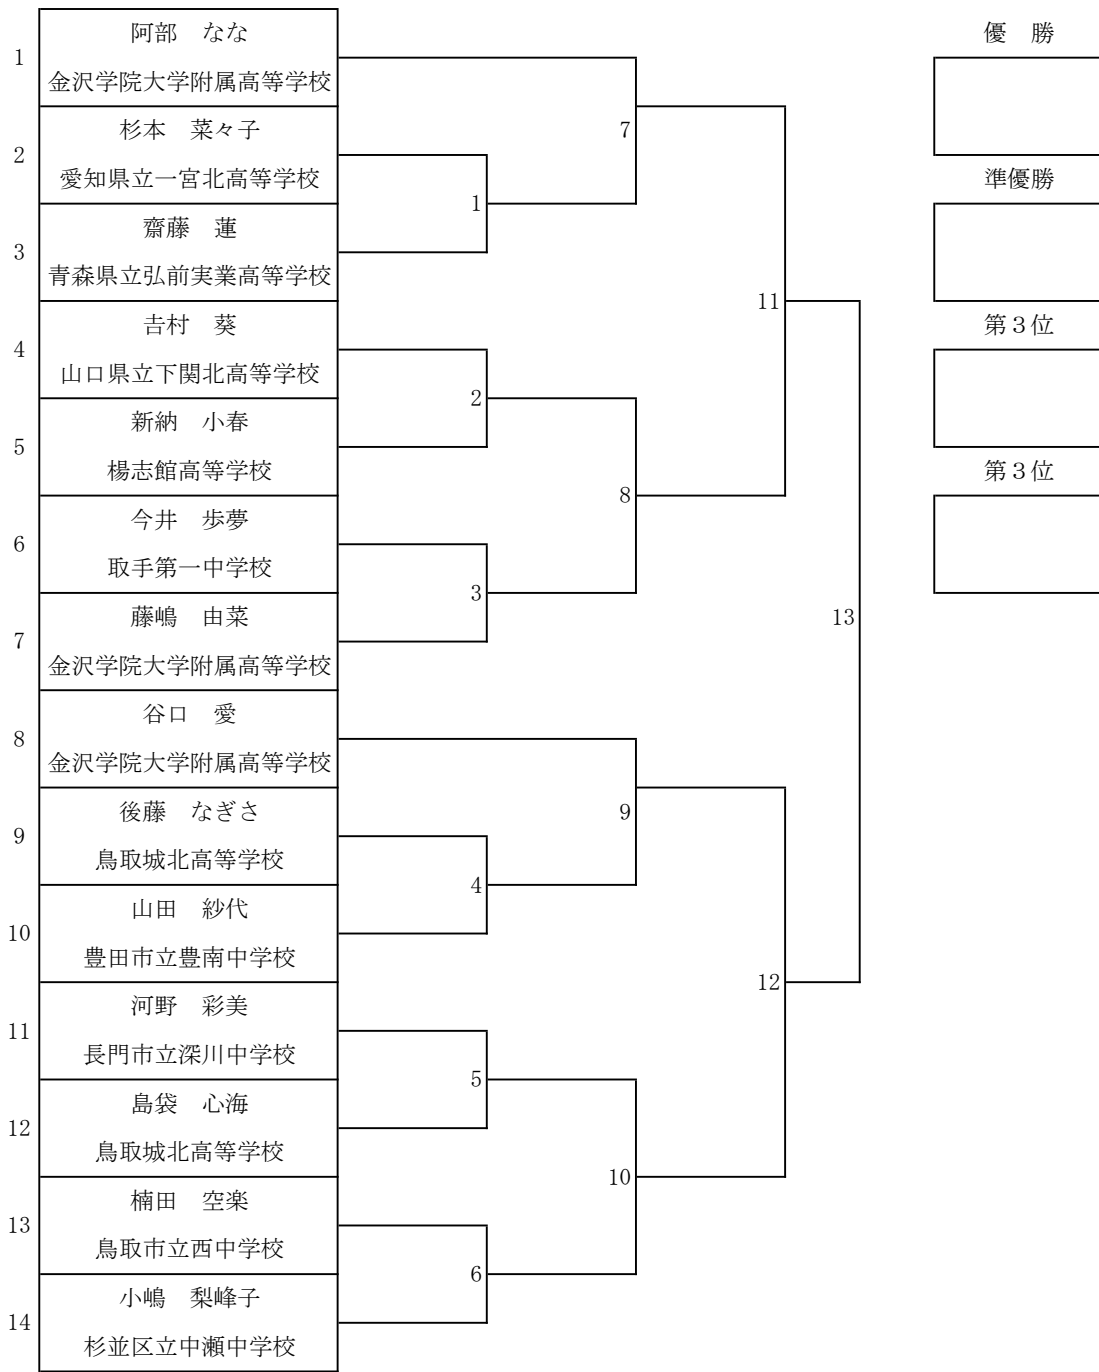 1
阿部　なな
金沢学院大学附属高等学校
2
杉本　菜々子
愛知県立一宮北高等学校
3
齋藤　蓮
青森県立弘前実業高等学校
4
𠮷村　葵
山口県立下関北高等学校
5
新納　小春
楊志館高等学校
6
今井　歩夢
取手第一中学校
7
藤嶋　由菜
金沢学院大学附属高等学校
8
谷口　愛
金沢学院大学附属高等学校
9
後藤　なぎさ
鳥取城北高等学校
10
山田　紗代
豊田市立豊南中学校
11
河野　彩美
長門市立深川中学校
12
島袋　心海
鳥取城北高等学校
13
楠田　空楽
鳥取市立西中学校
14
小嶋　梨峰子
杉並区立中瀬中学校
1
2
3
4
5
6
7
8
9
10
11
12
13
優　勝
準優勝
第３位
第３位